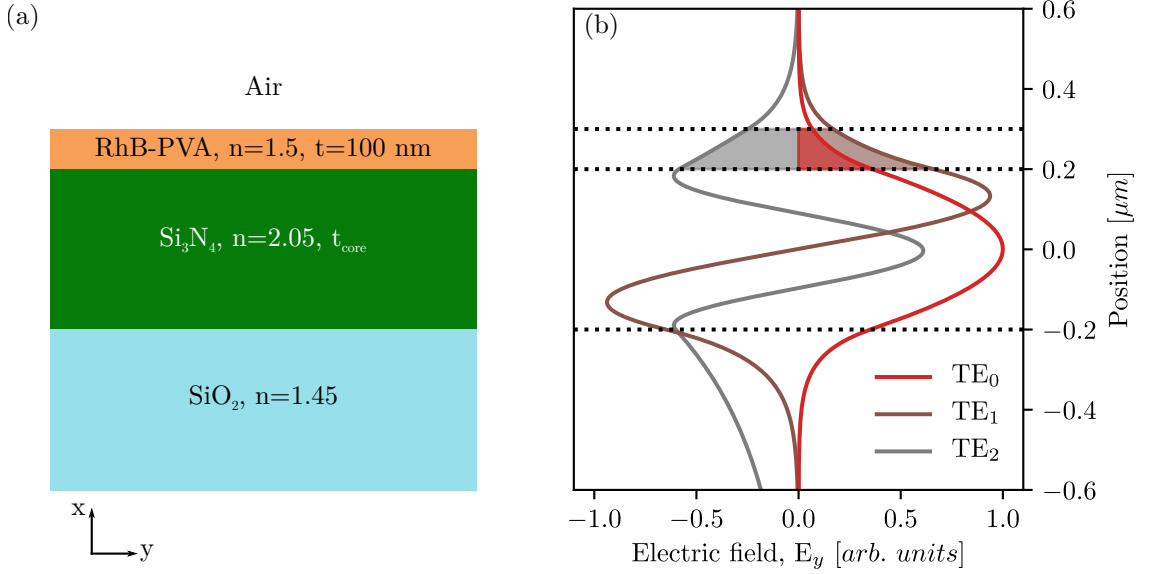 (a)
Air
RhB-PVA, n=1.5, t=100 nm
Si₃N₄, n=2.05, t_core
SiO₂, n=1.45
x
y
(b)
0.6
0.4
0.2
0.0
−0.2
−0.4
−0.6
Position [μm]
TE₀
TE₁
TE₂
−1.0 −0.5 0.0 0.5 1.0
Electric field, E_y [arb. units]